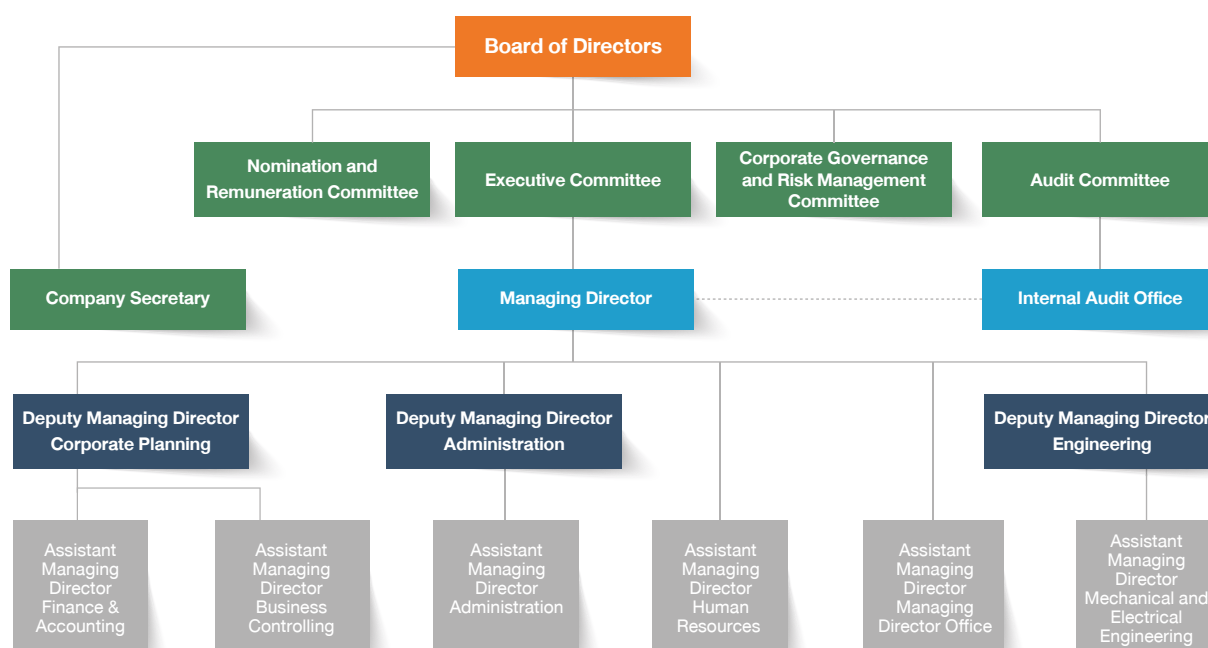 Board of Directors
Nomination and
Remuneration Committee
Executive Committee
Corporate Governance
and Risk Management
Committee
Audit Committee
Company Secretary
Managing Director
Internal Audit Office
Deputy Managing Director
Corporate Planning
Deputy Managing Director
Administration
Deputy Managing Director
Engineering
Assistant
Managing
Director
Finance &
Accounting
Assistant
Managing
Director
Business
Controlling
Assistant
Managing
Director
Administration
Assistant
Managing
Director
Human
Resources
Assistant
Managing
Director
Managing
Director Office
Assistant
Managing
Director
Mechanical and
Electrical
Engineering